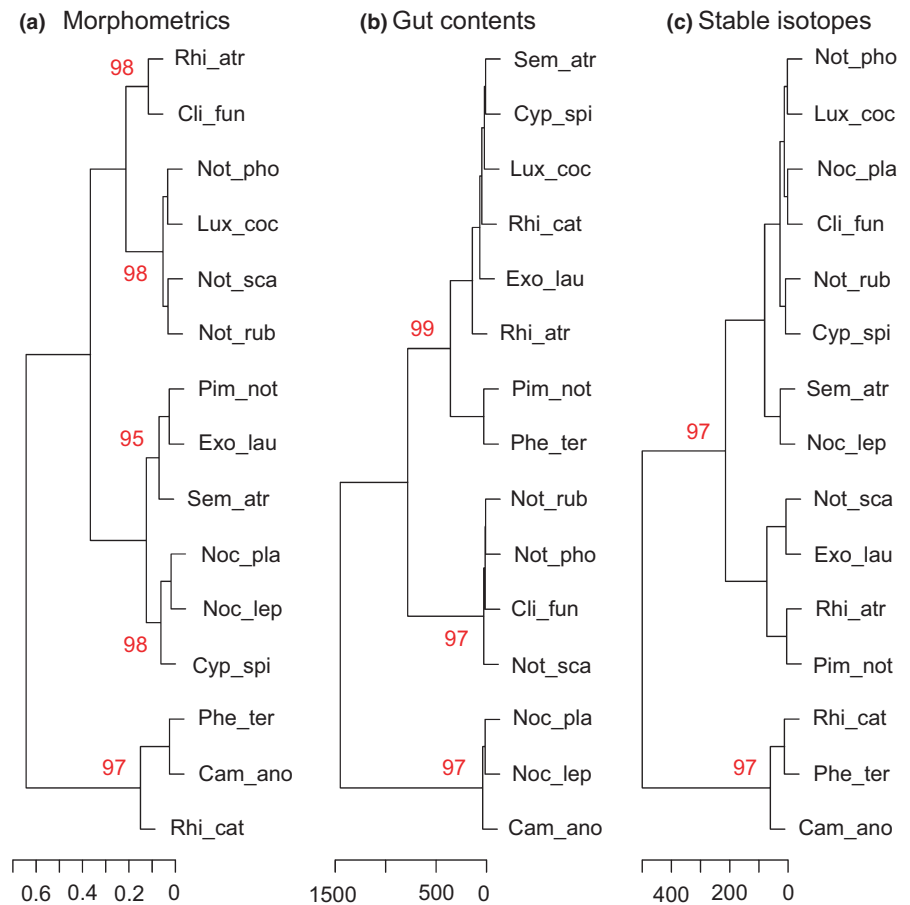 (a) Morphometrics
98
Rhi_atr
Cli_fun
Not_pho
Lux_coc
98
Not_sca
Not_rub
Pim_not
95
Exo_lau
Sem_atr
Noc_pla
Noc_lep
98
Cyp_spi
Phe_ter
97
Cam_ano
Rhi_cat
0.6 0.4 0.2 0
(b) Gut contents
Sem_atr
Cyp_spi
Lux_coc
Rhi_cat
Exo_lau
99
Rhi_atr
Pim_not
Phe_ter
Not_rub
Not_pho
Cli_fun
97
Not_sca
Noc_pla
97
Noc_lep
Cam_ano
1500 500 0
(c) Stable isotopes
Not_pho
Lux_coc
Noc_pla
Cli_fun
Not_rub
Cyp_spi
Sem_atr
97
Noc_lep
Not_sca
Exo_lau
Rhi_atr
Pim_not
Rhi_cat
97
Phe_ter
Cam_ano
400 200 0